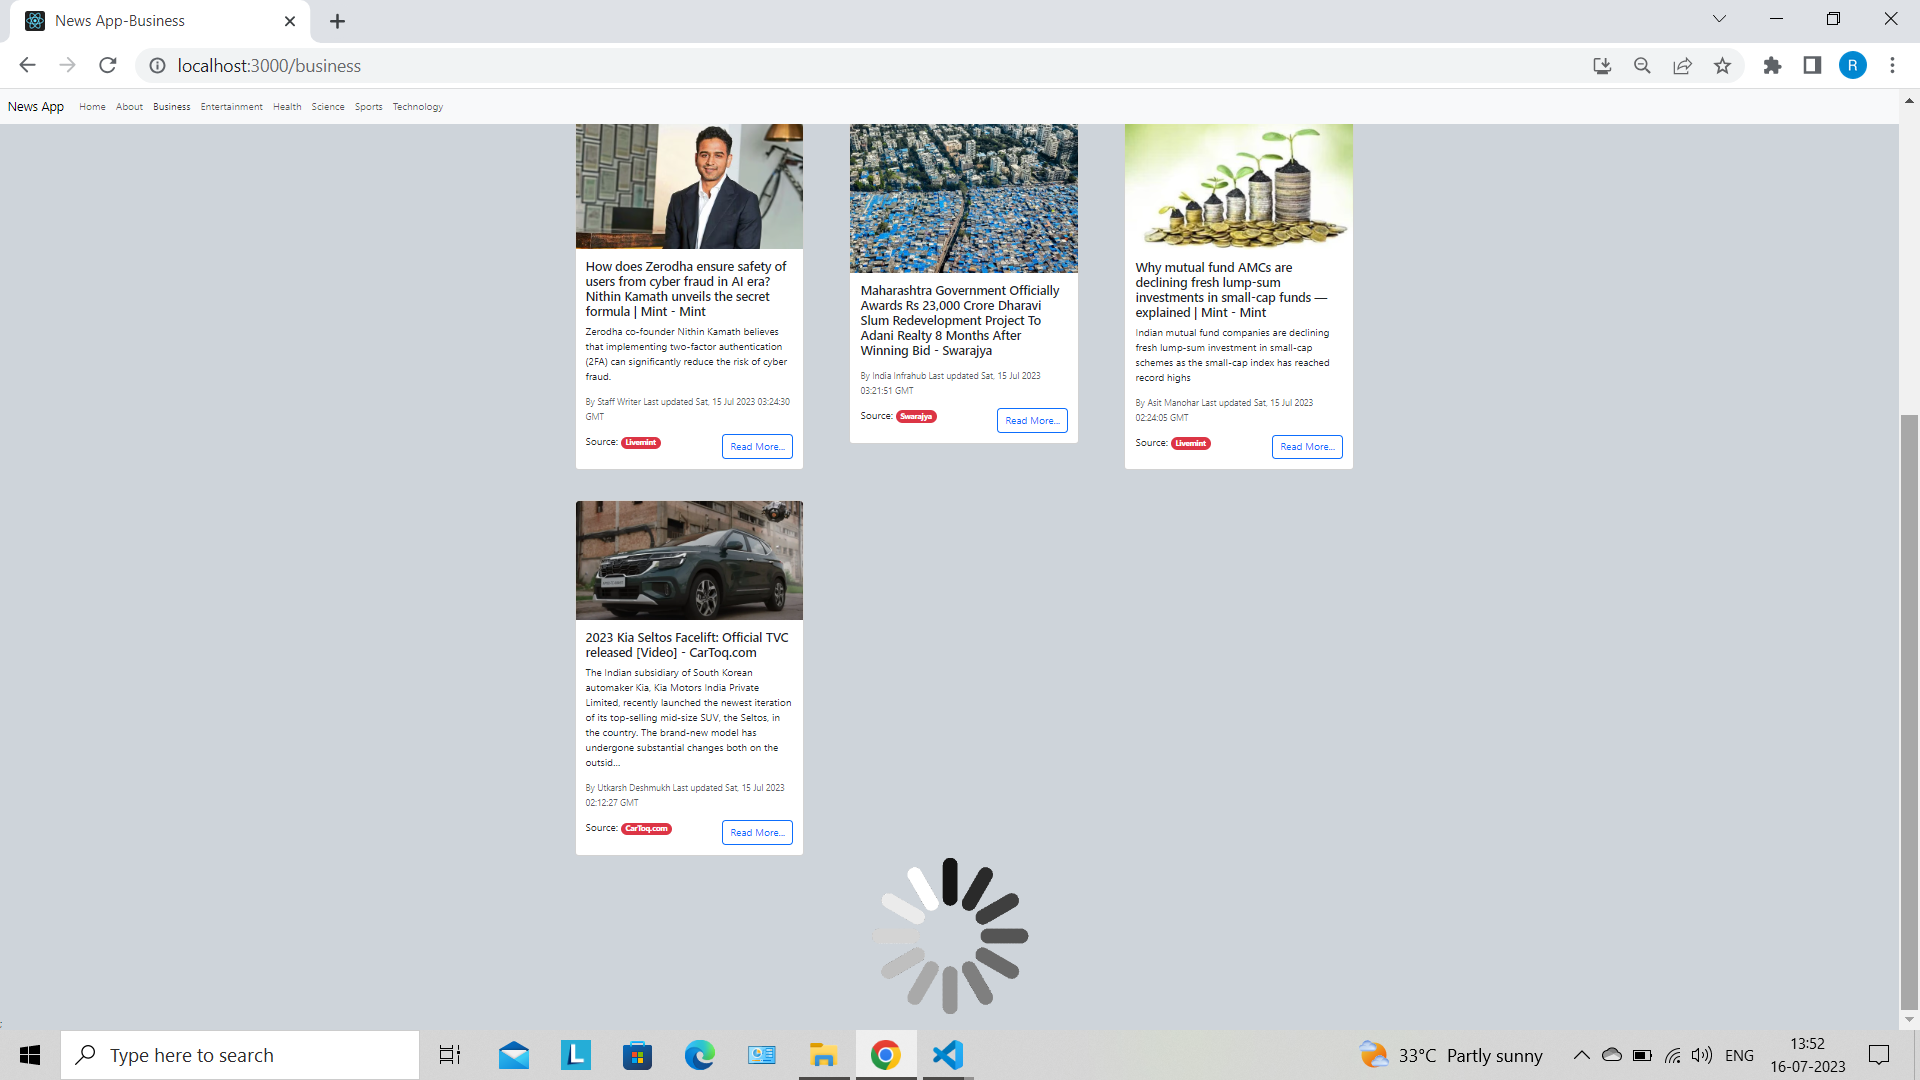 News App-Business
localhost:3000/business
R
News App Home About Business Entertainment Health Science Sports Technology
How does Zerodha ensure safety of
users from cyber fraud in AI era?
Nithin Kamath unveils the secret
formula | Mint - Mint
Zerodha co-founder Nithin Kamath believes
that implementing two-factor authentication
(2FA) can significantly reduce the risk of cyber
fraud.
By Staff Writer Last updated Sat, 15 Jul 2023 03:24:30
GMT
Source: Livemint
Read More...
Maharashtra Government Officially
Awards Rs 23,000 Crore Dharavi
Slum Redevelopment Project To
Adani Realty 8 Months After
Winning Bid - Swarajya
By India Infrahub Last updated Sat, 15 Jul 2023
03:21:51 GMT
Source: Swarajya
Read More...
Why mutual fund AMCs are
declining fresh lump-sum
investments in small-cap funds —
explained | Mint - Mint
Indian mutual fund companies are declining
fresh lump-sum investment in small-cap
schemes as the small-cap index has reached
record highs
By Asit Manohar Last updated Sat, 15 Jul 2023
02:24:05 GMT
Source: Livemint
Read More...
2023 Kia Seltos Facelift: Official TVC
released [Video] - CarToq.com
The Indian subsidiary of South Korean
automaker Kia, Kia Motors India Private
Limited, recently launched the newest iteration
of its top-selling mid-size SUV, the Seltos, in
the country. The brand-new model has
undergone substantial changes both on the
outsid...
By Utkarsh Deshmukh Last updated Sat, 15 Jul 2023
02:12:27 GMT
Source: CarToq.com
Read More...
Type here to search
L
33°C Partly sunny
ENG
13:52
16-07-2023